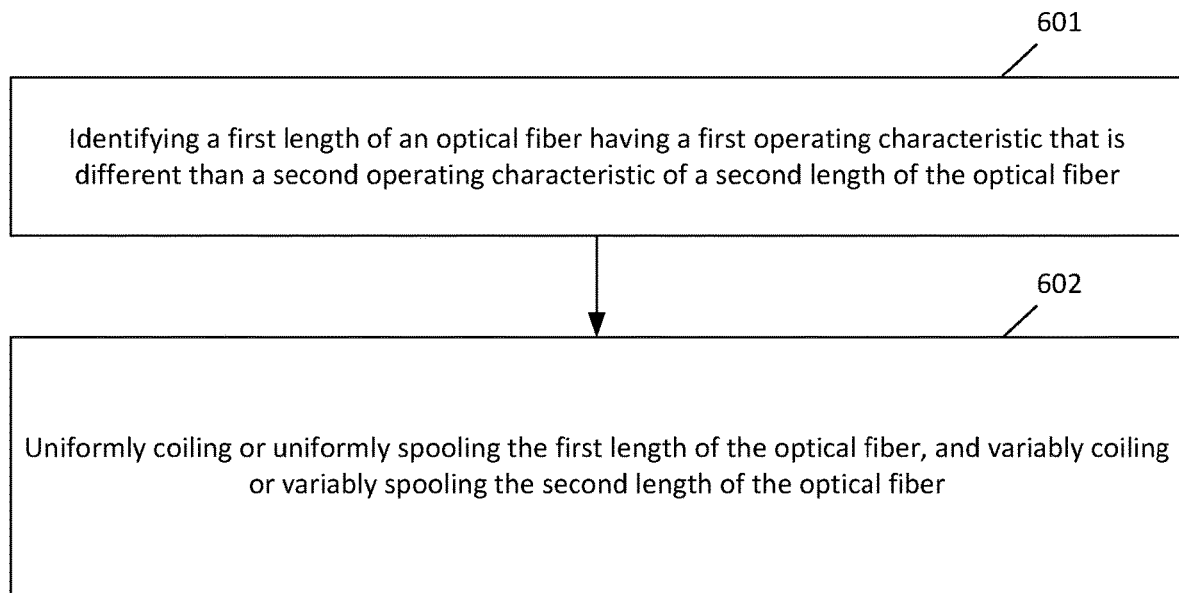 601
Identifying a first length of an optical fiber having a first operating characteristic that is
different than a second operating characteristic of a second length of the optical fiber
602
Uniformly coiling or uniformly spooling the first length of the optical fiber, and variably coiling
or variably spooling the second length of the optical fiber